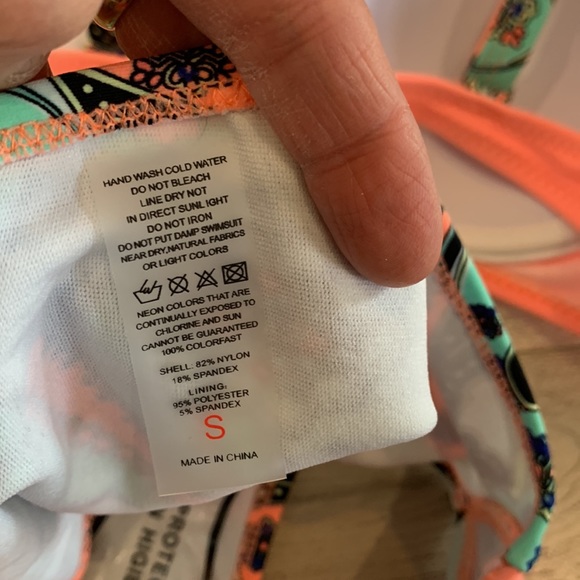 HAND WASH COLD WATER
DO NOT BLEACH
LINE DRY NOT
IN DIRECT SUNLIGHT
DO NOT IRON
DO NOT PUT DAMP SWIMSUIT
NEAR DRY,NATURAL FABRICS
OR LIGHT COLORS
NEON COLORS THAT ARE
CONTINUALLY EXPOSED TO
CHLORINE AND SUN
CANNOT BE GUARANTEED
100% COLORFAST
SHELL: 82% NYLON
18% SPANDEX
LINING:
95% POLYESTER
5% SPANDEX
S
MADE IN CHINA